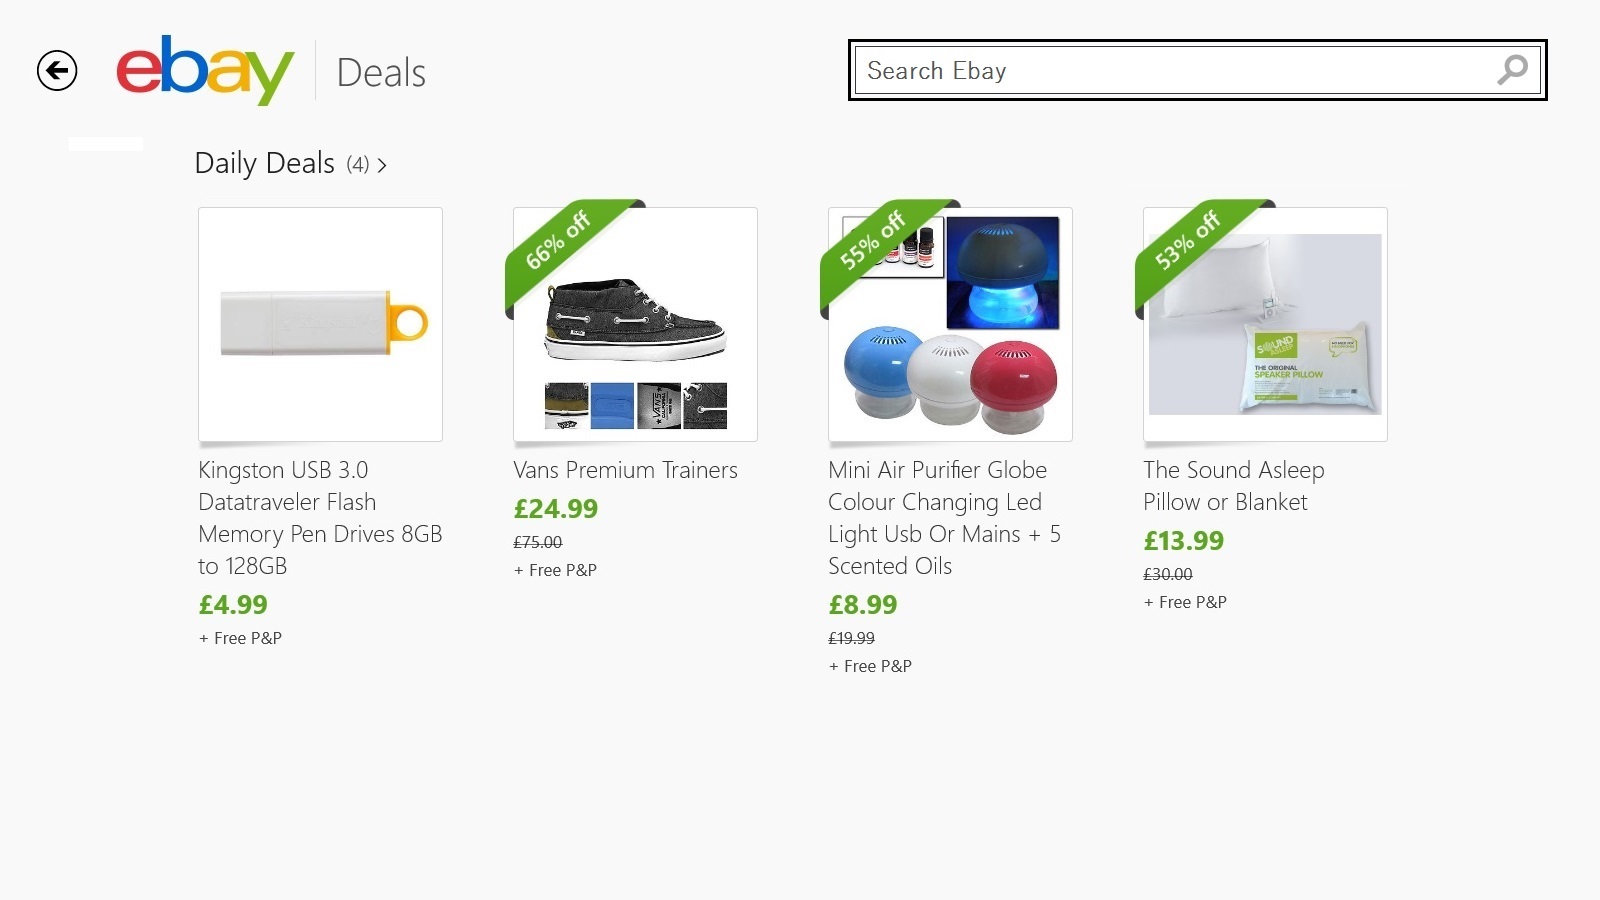 ebay
Deals
Search Ebay
Daily Deals (4)
66% off
55% off
53% off
VANS
SOUND
ASLEEP
THE ORIGINAL
SPEAKER PILLOW
Kingston USB 3.0
Datatraveler Flash
Memory Pen Drives 8GB
to 128GB
£4.99
+ Free P&P
Vans Premium Trainers
£24.99
£75.00
+ Free P&P
Mini Air Purifier Globe
Colour Changing Led
Light Usb Or Mains + 5
Scented Oils
£8.99
£19.99
+ Free P&P
The Sound Asleep
Pillow or Blanket
£13.99
£30.00
+ Free P&P